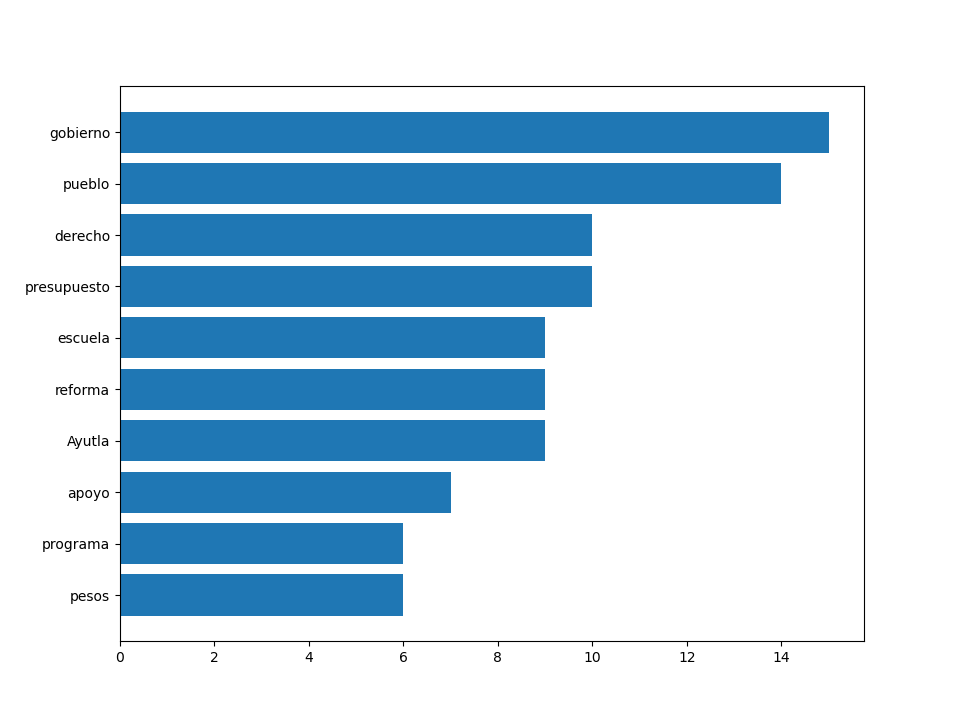 gobierno
pueblo
derecho
presupuesto
escuela
reforma
Ayutla
apoyo
programa
pesos
0 2 4 6 8 10 12 14